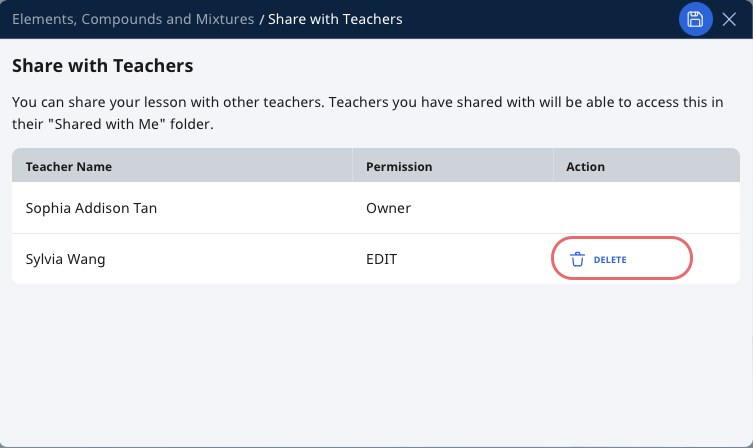 Elements, Compounds and Mixtures / Share with Teachers
Share with Teachers
You can share your lesson with other teachers. Teachers you have shared with will be able to access this in
their "Shared with Me" folder.
Teacher Name Permission Action
Sophia Addison Tan Owner
Sylvia Wang EDIT DELETE